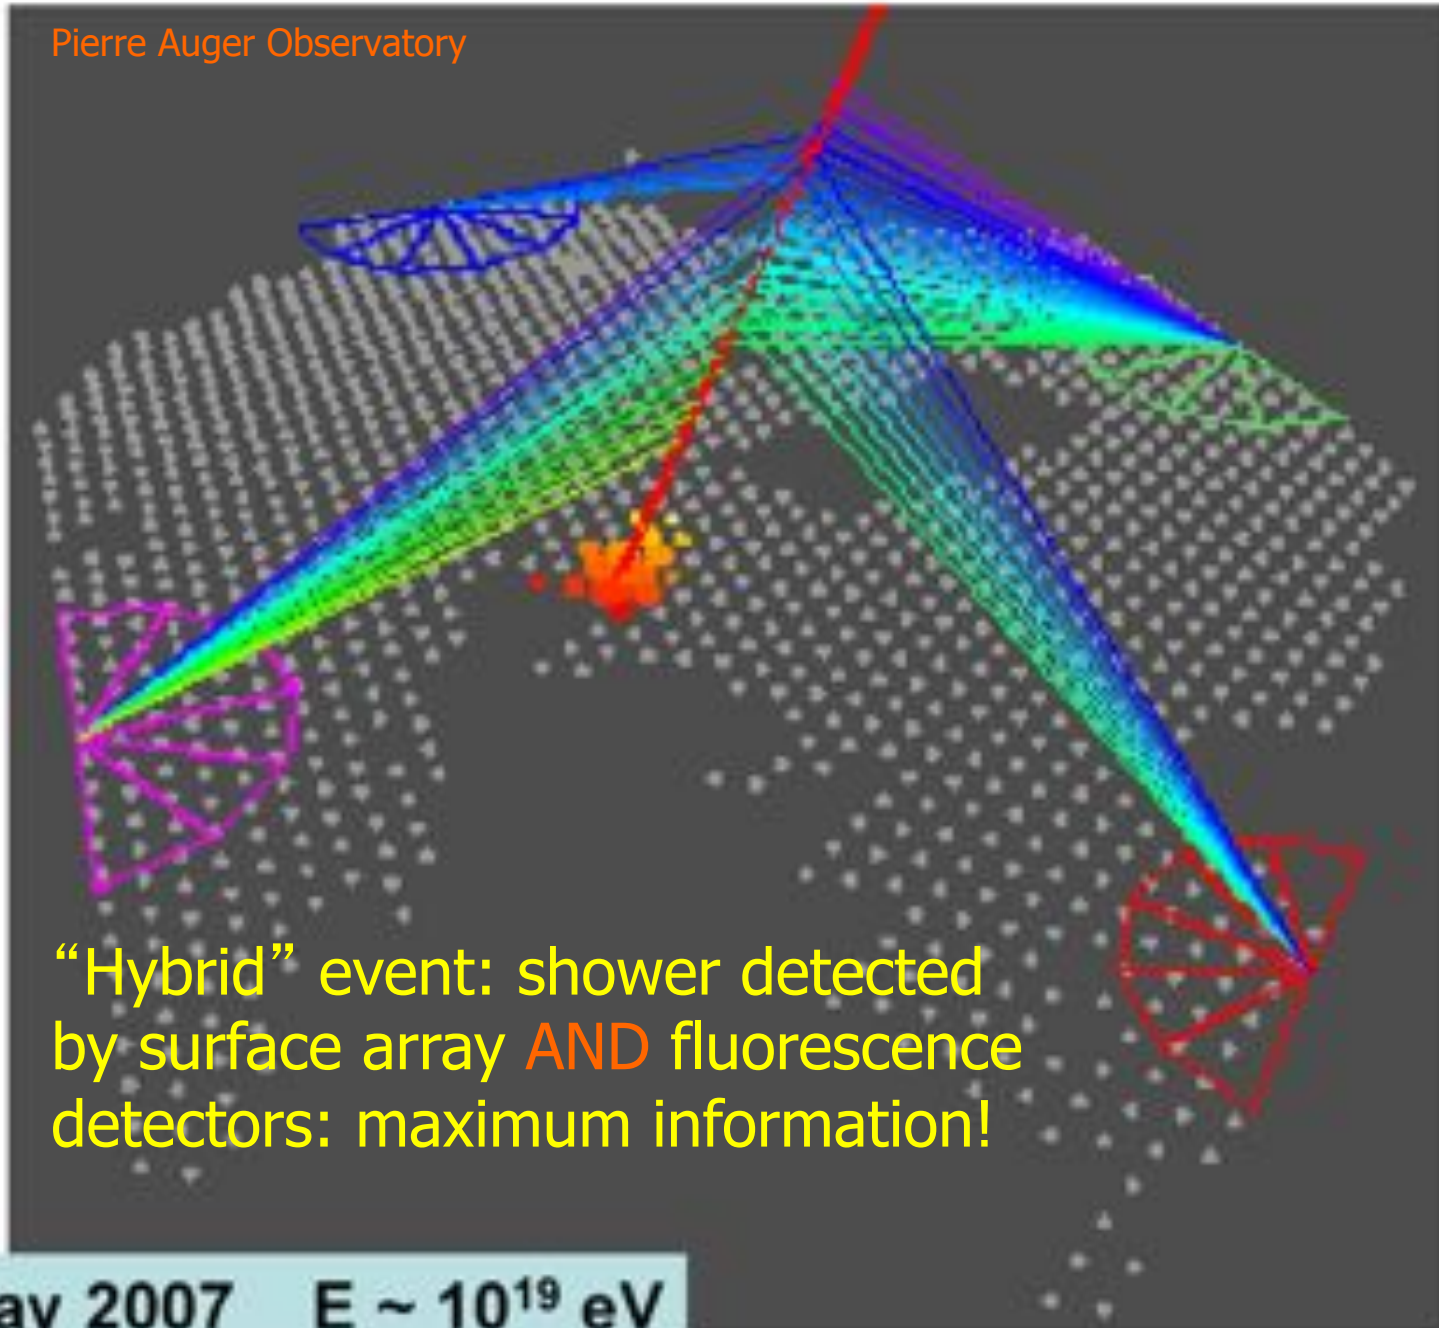 Pierre Auger Observatory
“Hybrid” event: shower detected
by surface array AND fluorescence
detectors: maximum information!
2007 E ~ 10¹⁹ eV